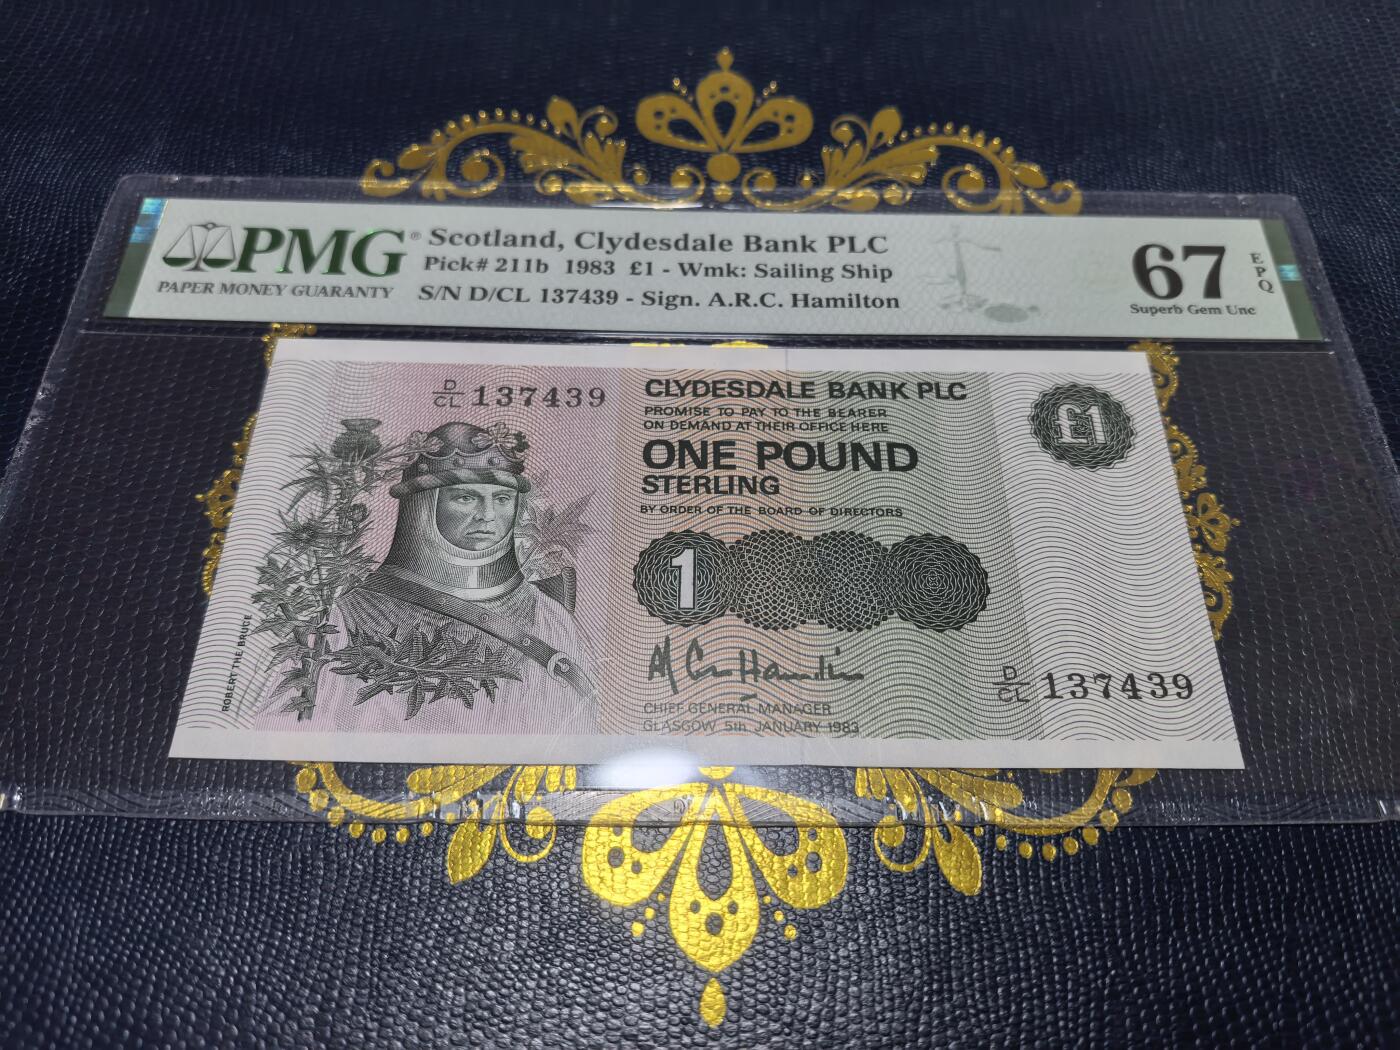 PMG®
PAPER MONEY GUARANTY
Scotland, Clydesdale Bank PLC
Pick# 211b 1983 £1 - Wmk: Sailing Ship
S/N D/CL 137439 - Sign. A.R.C. Hamilton
67
Superb Gem Unc
EPQ
D/CL 137439
CLYDESDALE BANK PLC
PROMISE TO PAY TO THE BEARER
ON DEMAND AT THEIR OFFICE HERE
ONE POUND
STERLING
BY ORDER OF THE BOARD OF DIRECTORS
£1
1
ROBERT THE BRUCE
CHIEF GENERAL MANAGER
GLASGOW 5th JANUARY 1983
D/CL 137439